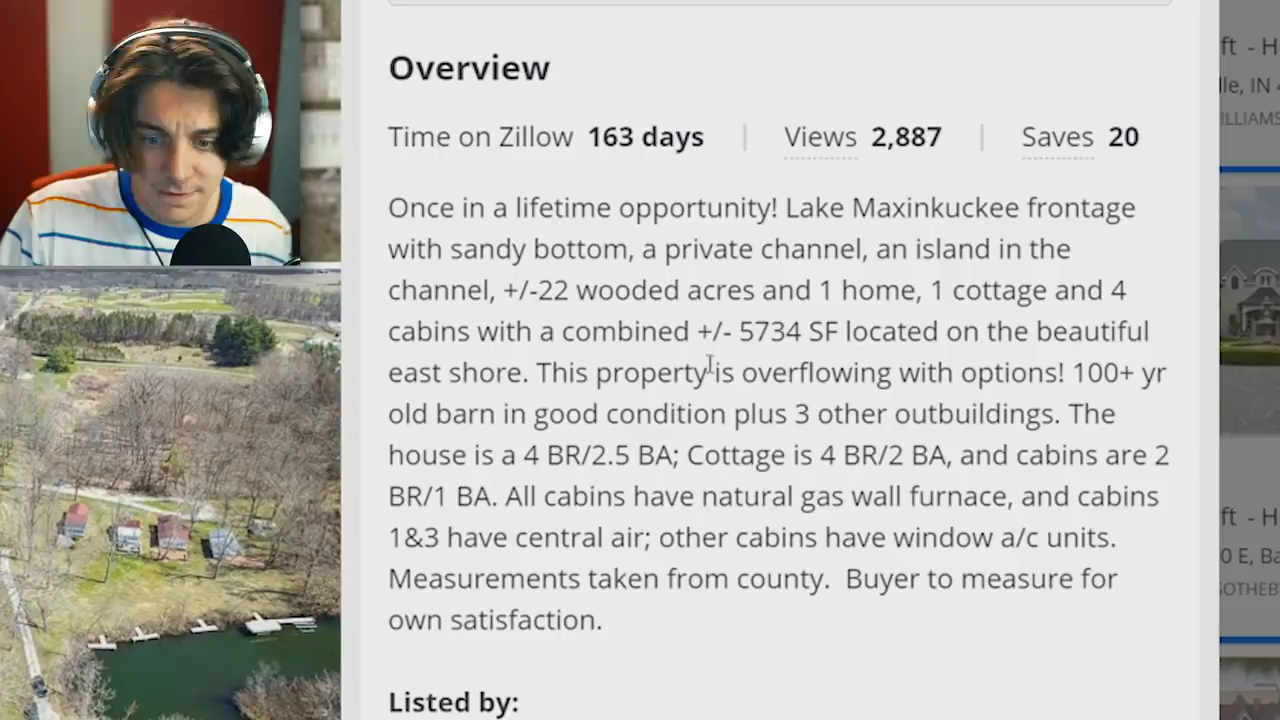 Overview
Time on Zillow 163 days | Views 2,887 | Saves 20
Once in a lifetime opportunity! Lake Maxinkuckee frontage
with sandy bottom, a private channel, an island in the
channel, +/-22 wooded acres and 1 home, 1 cottage and 4
cabins with a combined +/- 5734 SF located on the beautiful
east shore. This property is overflowing with options! 100+ yr
old barn in good condition plus 3 other outbuildings. The
house is a 4 BR/2.5 BA; Cottage is 4 BR/2 BA, and cabins are 2
BR/1 BA. All cabins have natural gas wall furnace, and cabins
1&3 have central air; other cabins have window a/c units.
Measurements taken from county.  Buyer to measure for
own satisfaction.
Listed by:
ft - H
IN
ft - H
0 E,